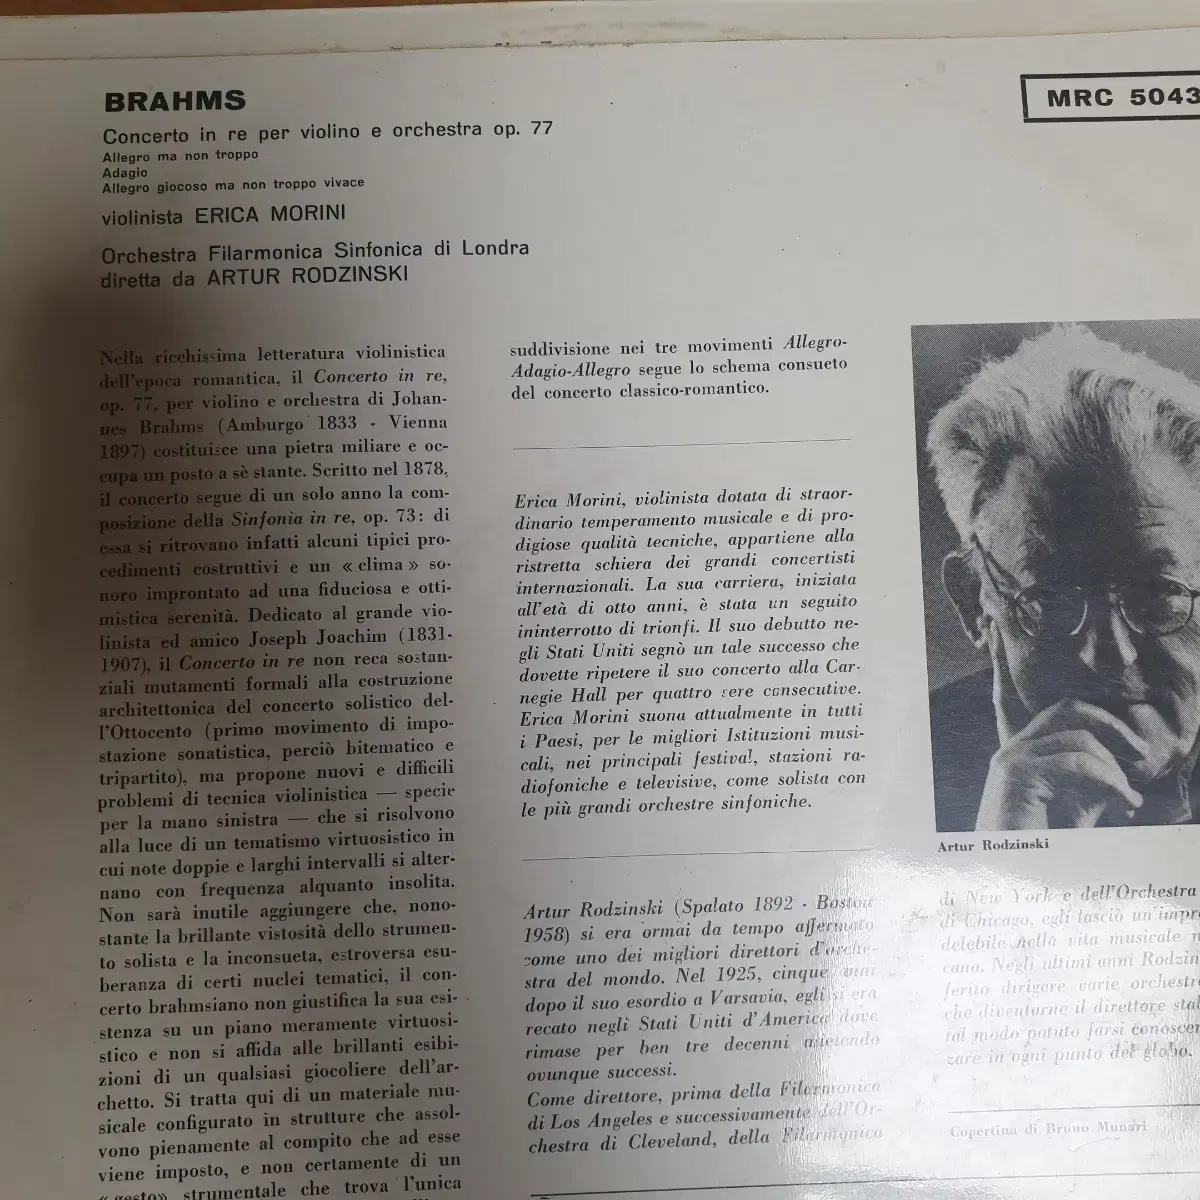 BRAHMS
Concerto in re per violino e orchestra op. 77
Allegro ma non troppo
Adagio
Allegro giocoso ma non troppo vivace
violinista ERICA MORINI
Orchestra Filarmonica Sinfonica di Londra
diretta da ARTUR RODZINSKI
MRC 5043
Nella ricchissima letteratura violinistica
dell'epoca romantica, il Concerto in re,
op. 77, per violino e orchestra di Johan-
nes Brahms (Amburgo 1833 - Vienna
1897) costituisce una pietra miliare e oc-
cupa un posto a sè stante. Scritto nel 1878,
il concerto segue di un solo anno la com-
posizione della Sinfonia in re, op. 73: di
essa si ritrovano infatti alcuni tipici pro-
cedimenti costruttivi e un « clima » so-
noro improntato ad una fiduciosa e otti-
mistica serenità. Dedicato al grande vio-
linista ed amico Joseph Joachim (1831-
1907), il Concerto in re non reca sostan-
ziali mutamenti formali alla costruzione
architettonica del concerto solistico del-
l'Ottocento (primo movimento di impo-
stazione sonatistica, perciò bitematico e
tripartito), ma propone nuovi e difficili
problemi di tecnica violinistica — specie
per la mano sinistra — che si risolvono
alla luce di un tematismo virtuosistico in
cui note doppie e larghi intervalli si alter-
nano con frequenza alquanto insolita.
Non sarà inutile aggiungere che, nono-
stante la brillante vistosità dello strumen-
to solista e la inconsueta, estroversa esu-
beranza di certi nuclei tematici, il con-
certo brahmsiano non giustifica la sua esi-
stenza su un piano meramente virtuosi-
stico e non si affida alle brillanti esibi-
zioni di un qualsiasi giocoliere dell'ar-
chetto. Si tratta qui di un materiale mu-
sicale configurato in strutture che assol-
vono pienamente al compito che ad esse
viene imposto, e non certamente di un
« gesto» strumentale che trova l'unica
suddivisione nei tre movimenti Allegro-
Adagio-Allegro segue lo schema consueto
del concerto classico-romantico.
Erica Morini, violinista dotata di straor-
dinario temperamento musicale e di pro-
digiose qualità tecniche, appartiene alla
ristretta schiera dei grandi concertisti
internazionali. La sua carriera, iniziata
all'età di otto anni, è stata un seguito
ininterrotto di trionfi. Il suo debutto ne-
gli Stati Uniti segnò un tale successo che
dovette ripetere il suo concerto alla Car-
negie Hall per quattro sere consecutive.
Erica Morini suona attualmente in tutti
i Paesi, per le migliori Istituzioni musi-
cali, nei principali festival, stazioni ra-
diofoniche e televisive, come solista con
le più grandi orchestre sinfoniche.
Artur Rodzinski (Spalato 1892 - Boston
1958) si era ormai da tempo affermato
come uno dei migliori direttori d'orche-
stra del mondo. Nel 1925, cinque anni
dopo il suo esordio a Varsavia, egli si era
recato negli Stati Uniti d'America dove
rimase per ben tre decenni mietendo
ovunque successi.
Come direttore, prima della Filarmonica
di Los Angeles e successivamente dell'Or-
chestra di Cleveland, della Filarmonica
Artur Rodzinski
di New York e dell'Orchestra
di Chicago, egli lasciò un'impr
delebile nella vita musicale
cana. Negli ultimi anni Rodzin
ferito dirigere varie orchestr
che diventarne il direttore stab
tal modo potuto farsi conoscer
zare in ogni punto del globo.
Copertina di Bruno Munari